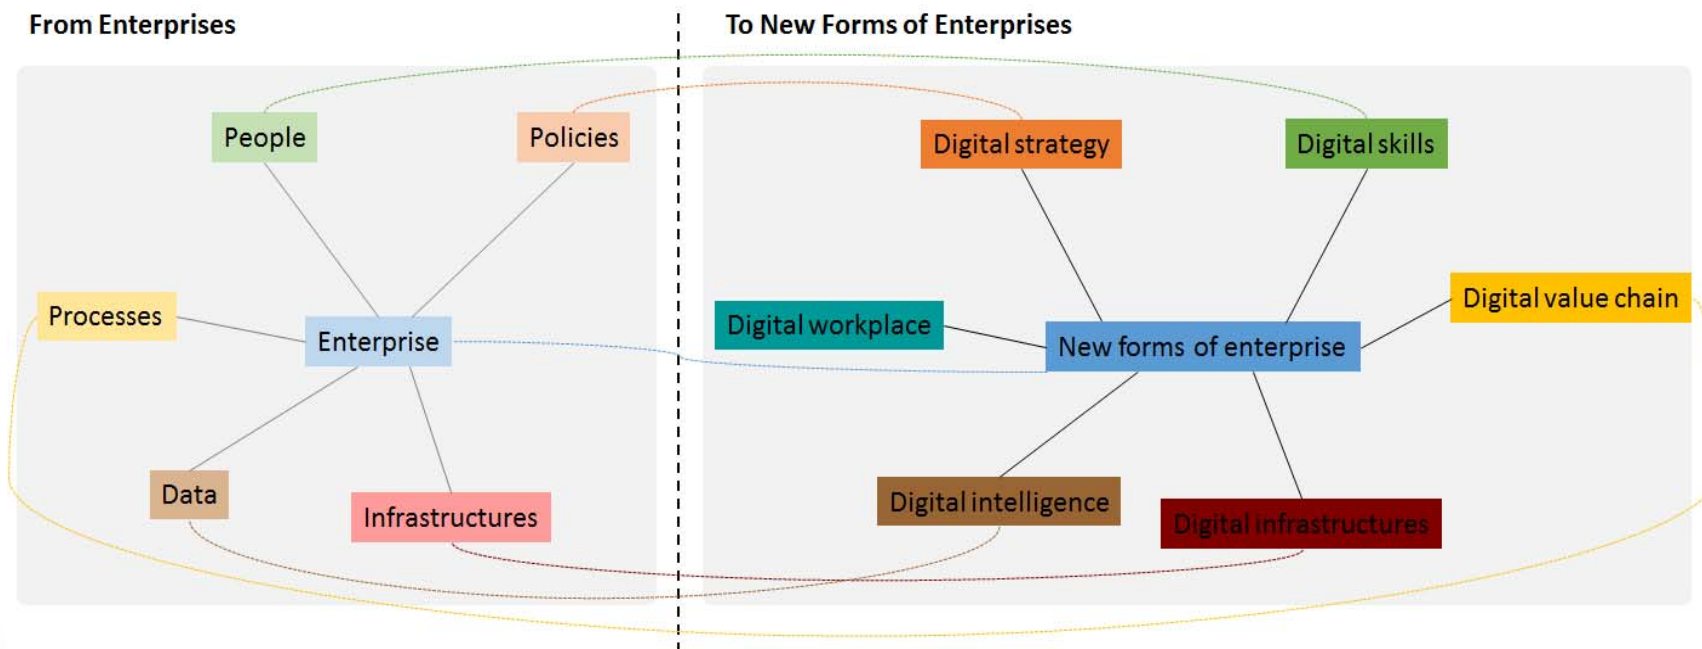 From Enterprises
To New Forms of Enterprises
People
Policies
Processes
Enterprise
Data
Infrastructures
Digital strategy
Digital skills
Digital workplace
New forms of enterprise
Digital value chain
Digital intelligence
Digital infrastructures